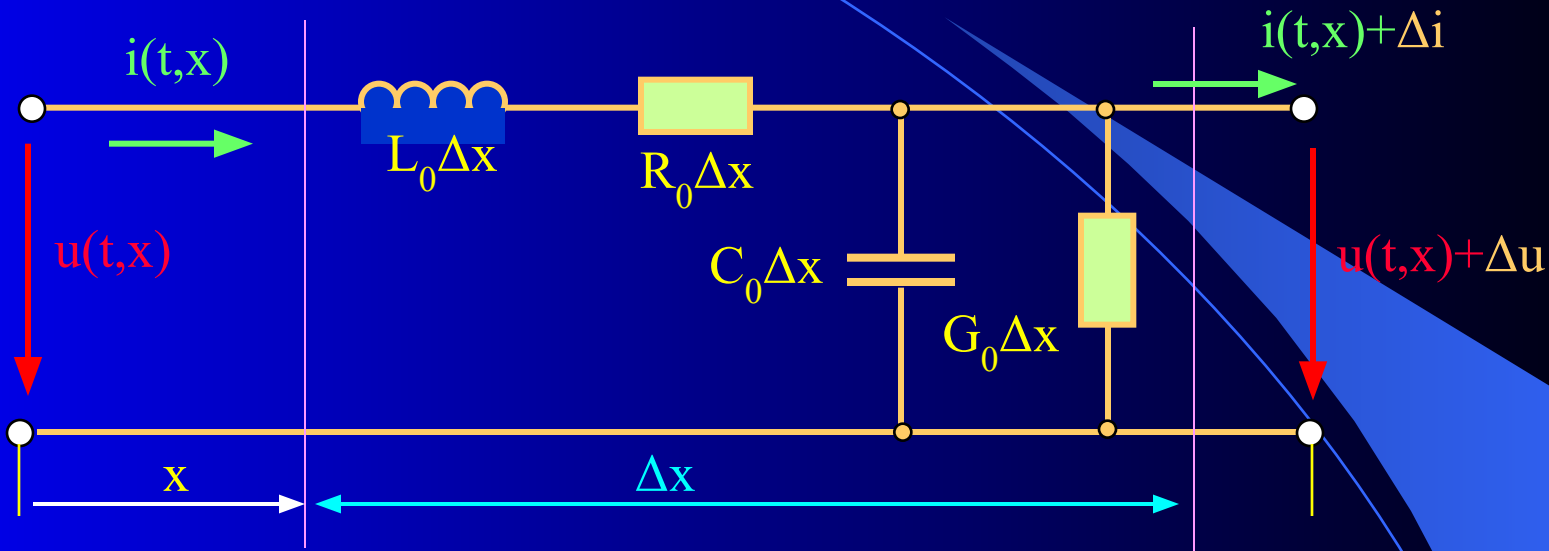 i(t,x)+Δi
i(t,x)
L₀Δx
R₀Δx
u(t,x)
u(t,x)+Δu
C₀Δx
G₀Δx
x
Δx